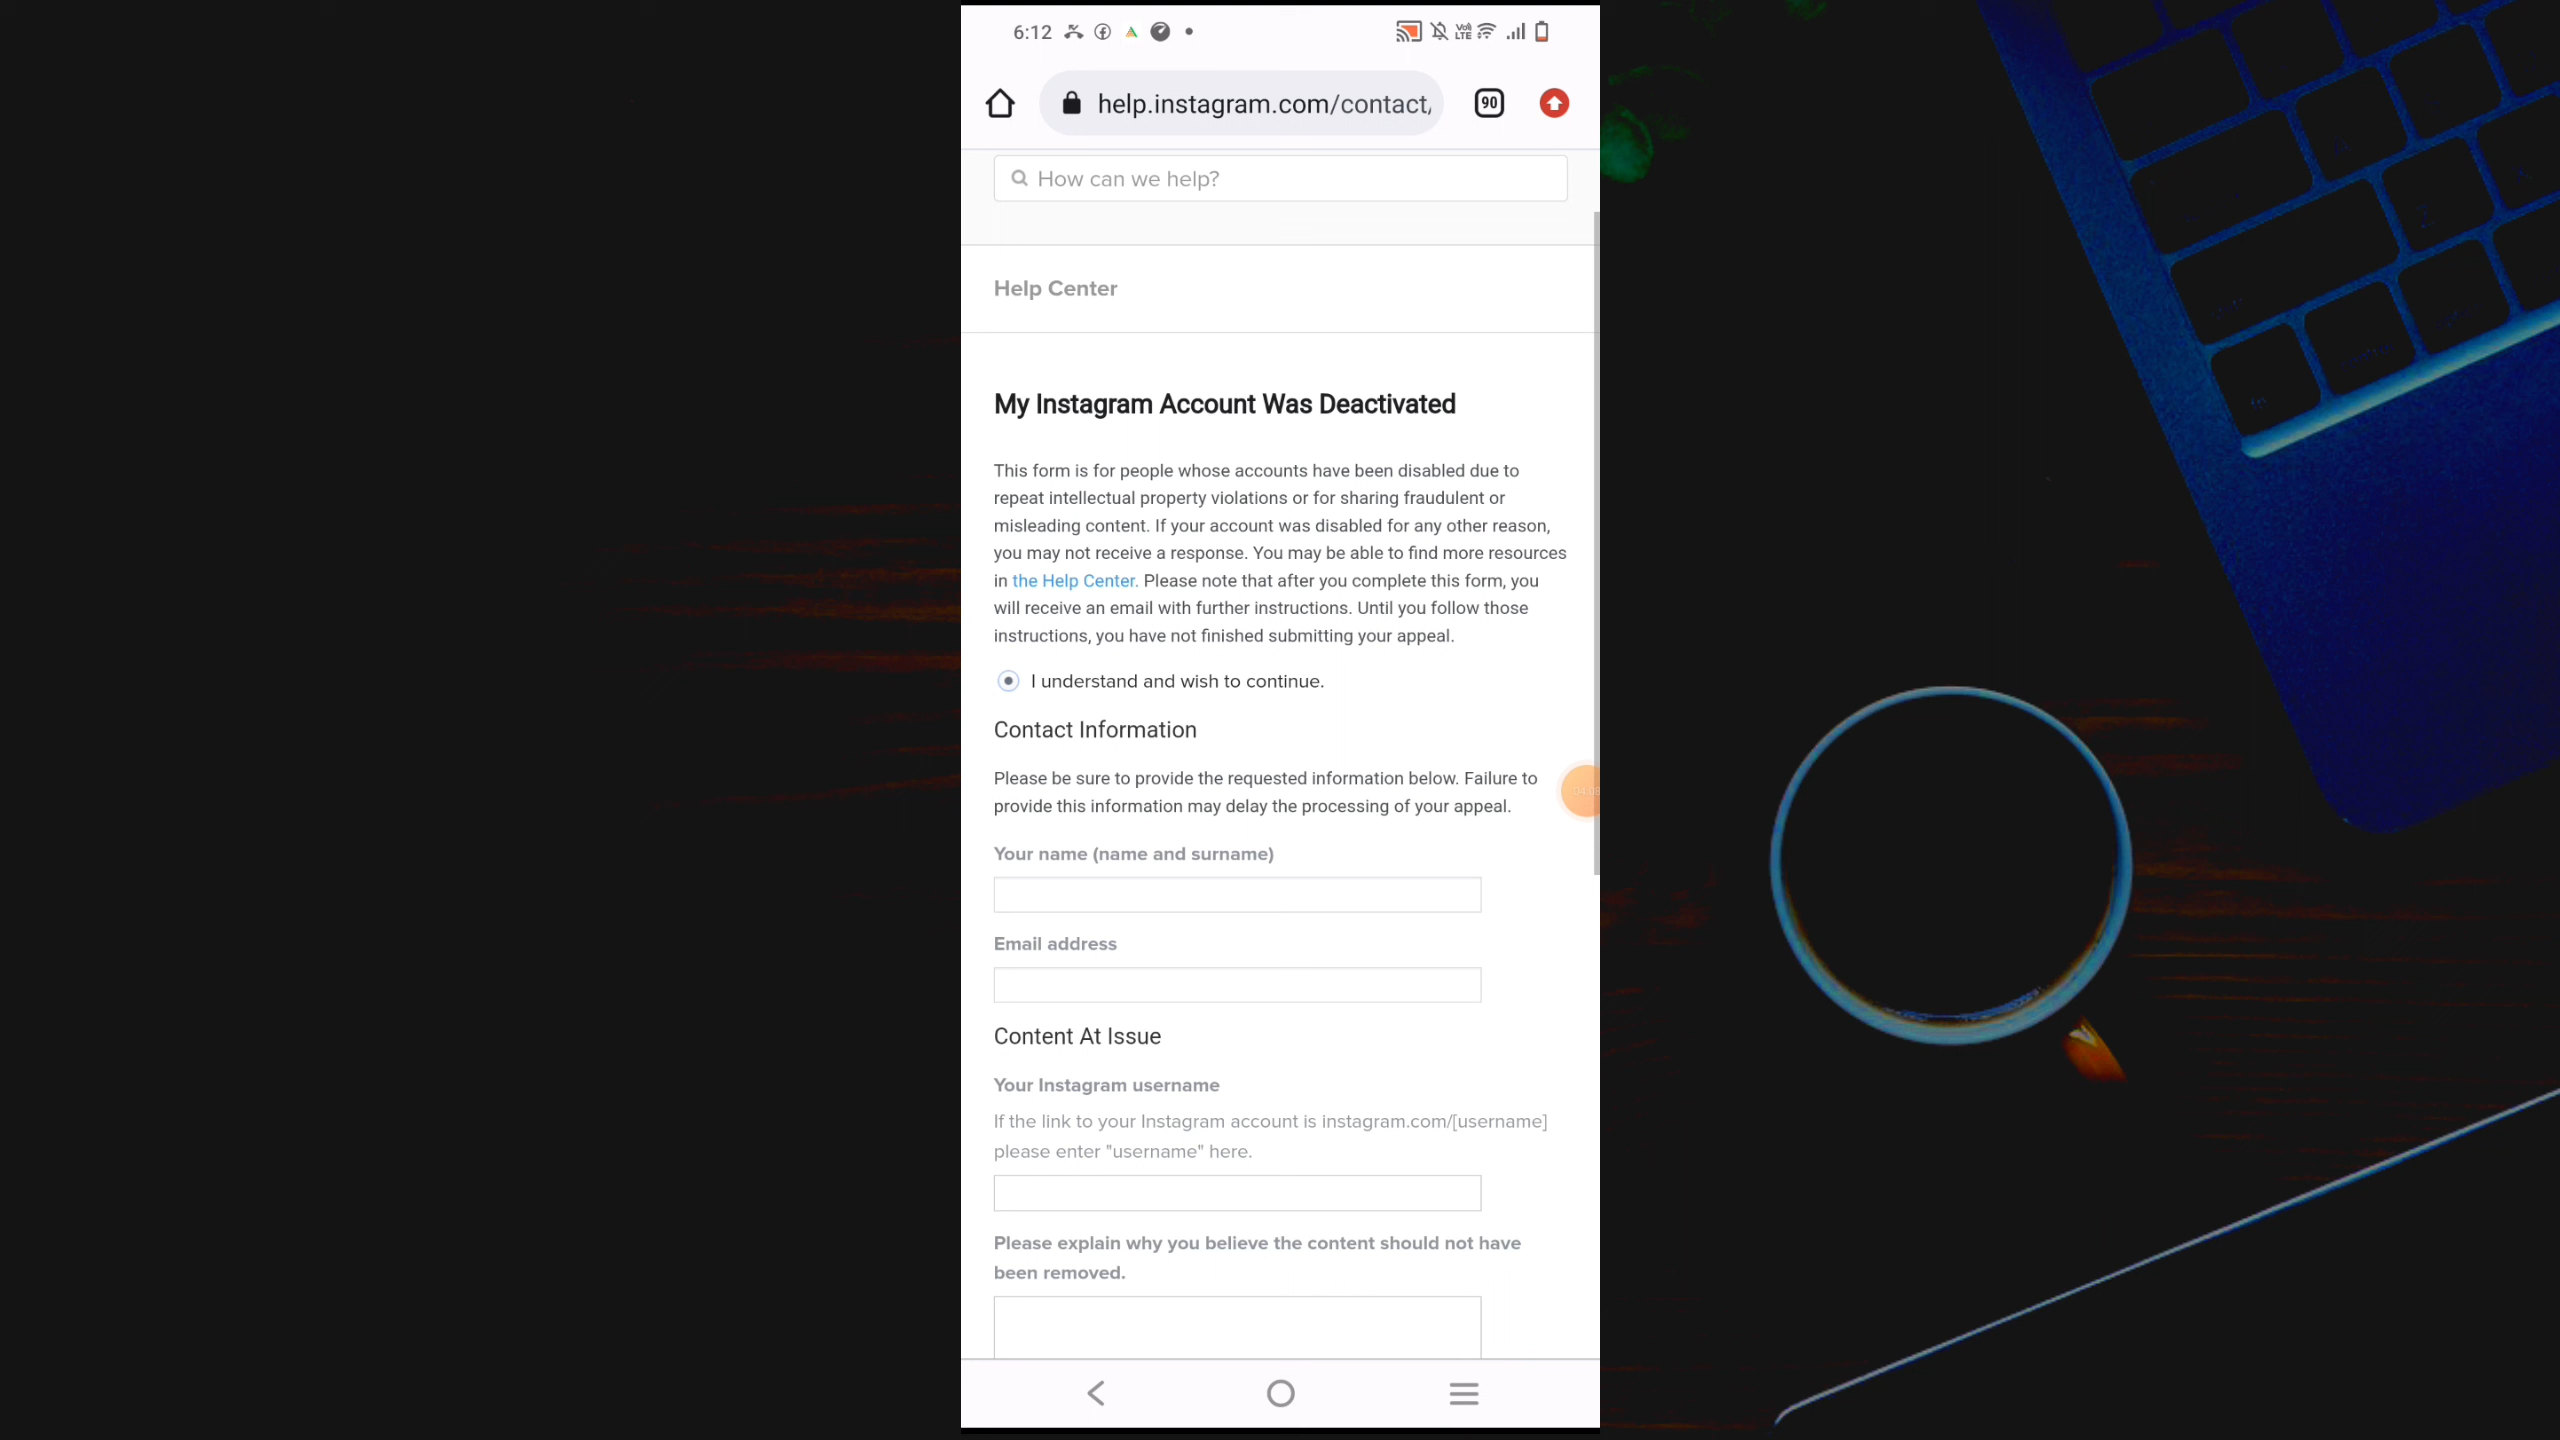 6:12
Vo) LTE
help.instagram.com/contact/
90
How can we help?
Help Center
My Instagram Account Was Deactivated
This form is for people whose accounts have been disabled due to
repeat intellectual property violations or for sharing fraudulent or
misleading content. If your account was disabled for any other reason,
you may not receive a response. You may be able to find more resources
in the Help Center. Please note that after you complete this form, you
will receive an email with further instructions. Until you follow those
instructions, you have not finished submitting your appeal.
I understand and wish to continue.
Contact Information
Please be sure to provide the requested information below. Failure to
provide this information may delay the processing of your appeal.
Your name (name and surname)
Email address
Content At Issue
Your Instagram username
If the link to your Instagram account is instagram.com/[username]
please enter "username" here.
Please explain why you believe the content should not have
been removed.